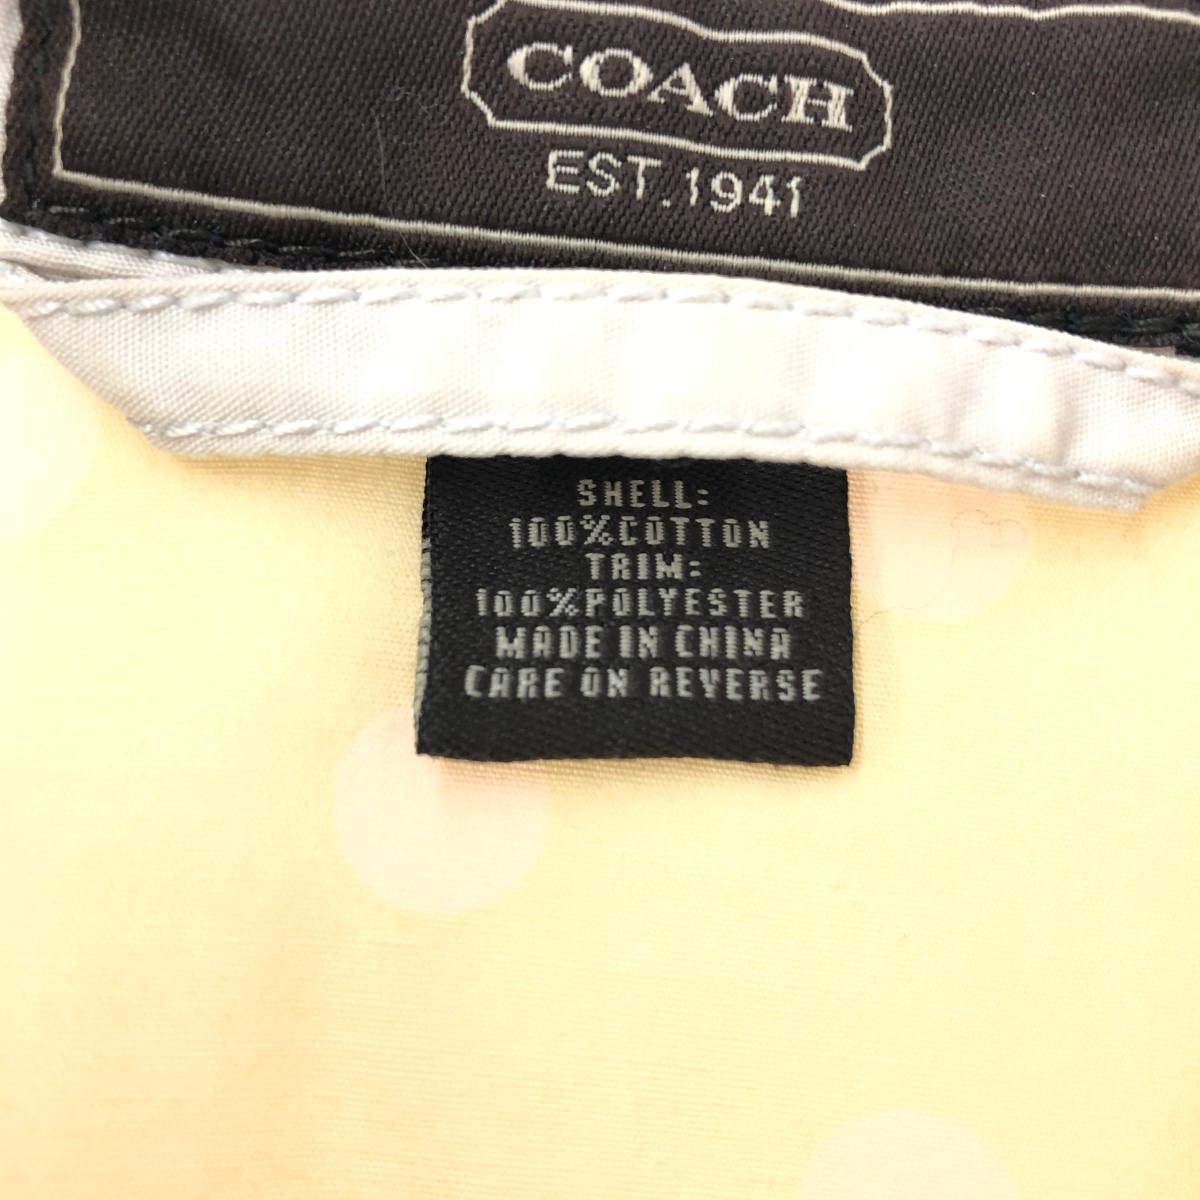 COACH
EST.1941
SHELL:
100%COTTON
TRIM:
100%POLYESTER
MADE IN CHINA
CARE ON REVERSE